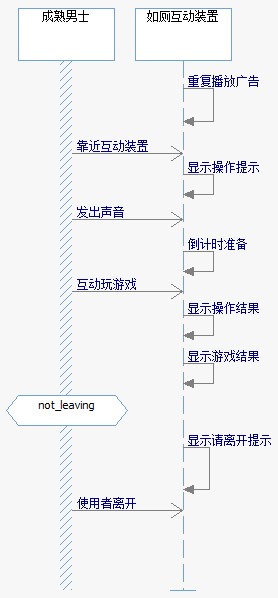 成熟男士
如厕互动装置
重复播放广告
靠近互动装置
显示操作提示
发出声音
倒计时准备
互动玩游戏
显示操作结果
显示游戏结果
not_leaving
显示请离开提示
使用者离开